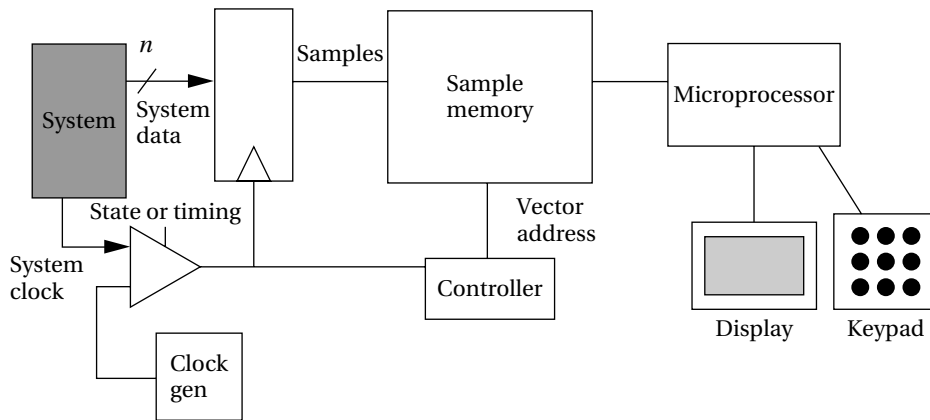 n
Samples
System
System
data
Sample
memory
Microprocessor
State or timing
Vector
address
System
clock
Controller
Display
Keypad
Clock
gen